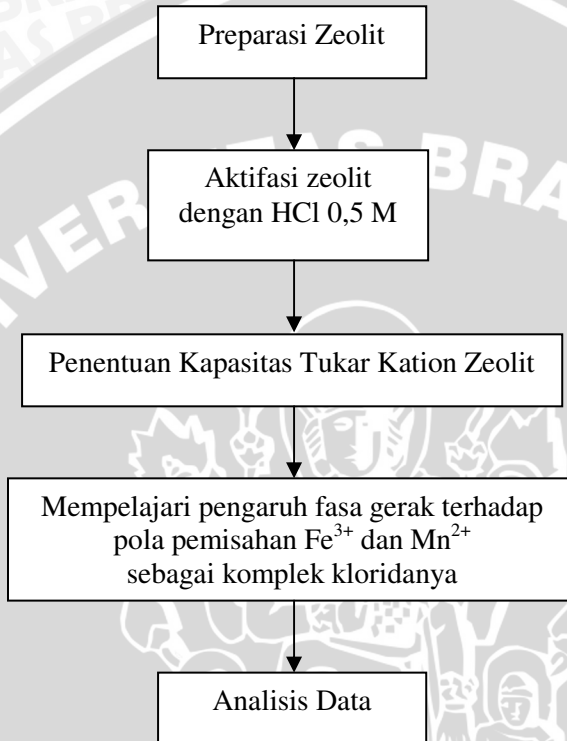 Preparasi Zeolit
Aktifasi zeolit
dengan HCl 0,5 M
Penentuan Kapasitas Tukar Kation Zeolit
Mempelajari pengaruh fasa gerak terhadap
pola pemisahan Fe³⁺ dan Mn²⁺
sebagai komplek kloridanya
Analisis Data